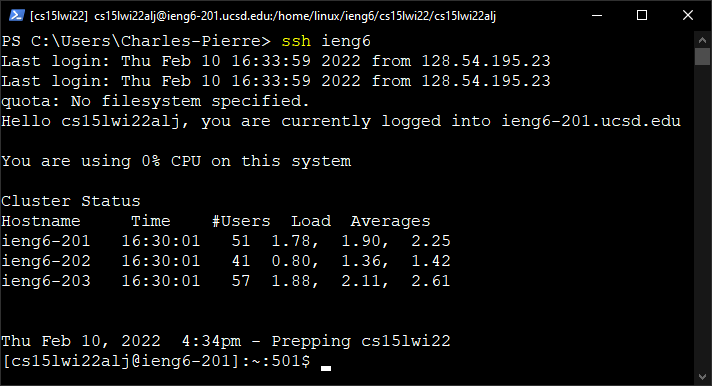 [cs15lwi22] cs15lwi22alj@ieng6-201.ucsd.edu:/home/linux/ieng6/cs15lwi22/cs15lwi22alj
PS C:\Users\Charles-Pierre> ssh ieng6
Last login: Thu Feb 10 16:33:59 2022 from 128.54.195.23
Last login: Thu Feb 10 16:33:59 2022 from 128.54.195.23
quota: No filesystem specified.
Hello cs15lwi22alj, you are currently logged into ieng6-201.ucsd.edu
You are using 0% CPU on this system
Cluster Status
Hostname     Time    #Users  Load  Averages
ieng6-201   16:30:01   51  1.78,  1.90,  2.25
ieng6-202   16:30:01   41  0.80,  1.36,  1.42
ieng6-203   16:30:01   57  1.88,  2.11,  2.61
Thu Feb 10, 2022  4:34pm - Prepping cs15lwi22
[cs15lwi22alj@ieng6-201]:~:501$